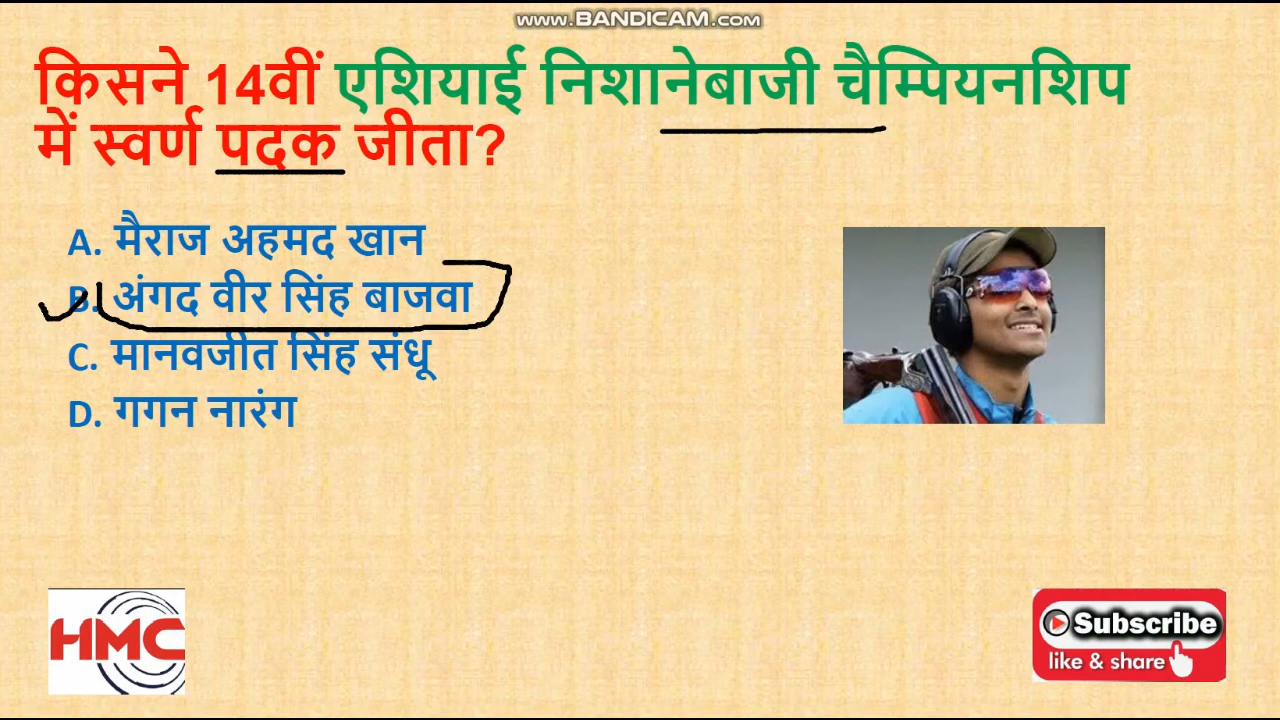 www.BANDICAM.com
किसने 14वीं एशियाई निशानेबाजी चैम्पियनशिप
में स्वर्ण पदक जीता?
A. मैराज अहमद खान
B. अंगद वीर सिंह बाजवा
C. मानवजीत सिंह संधू
D. गगन नारंग
HMC
Subscribe
like & share